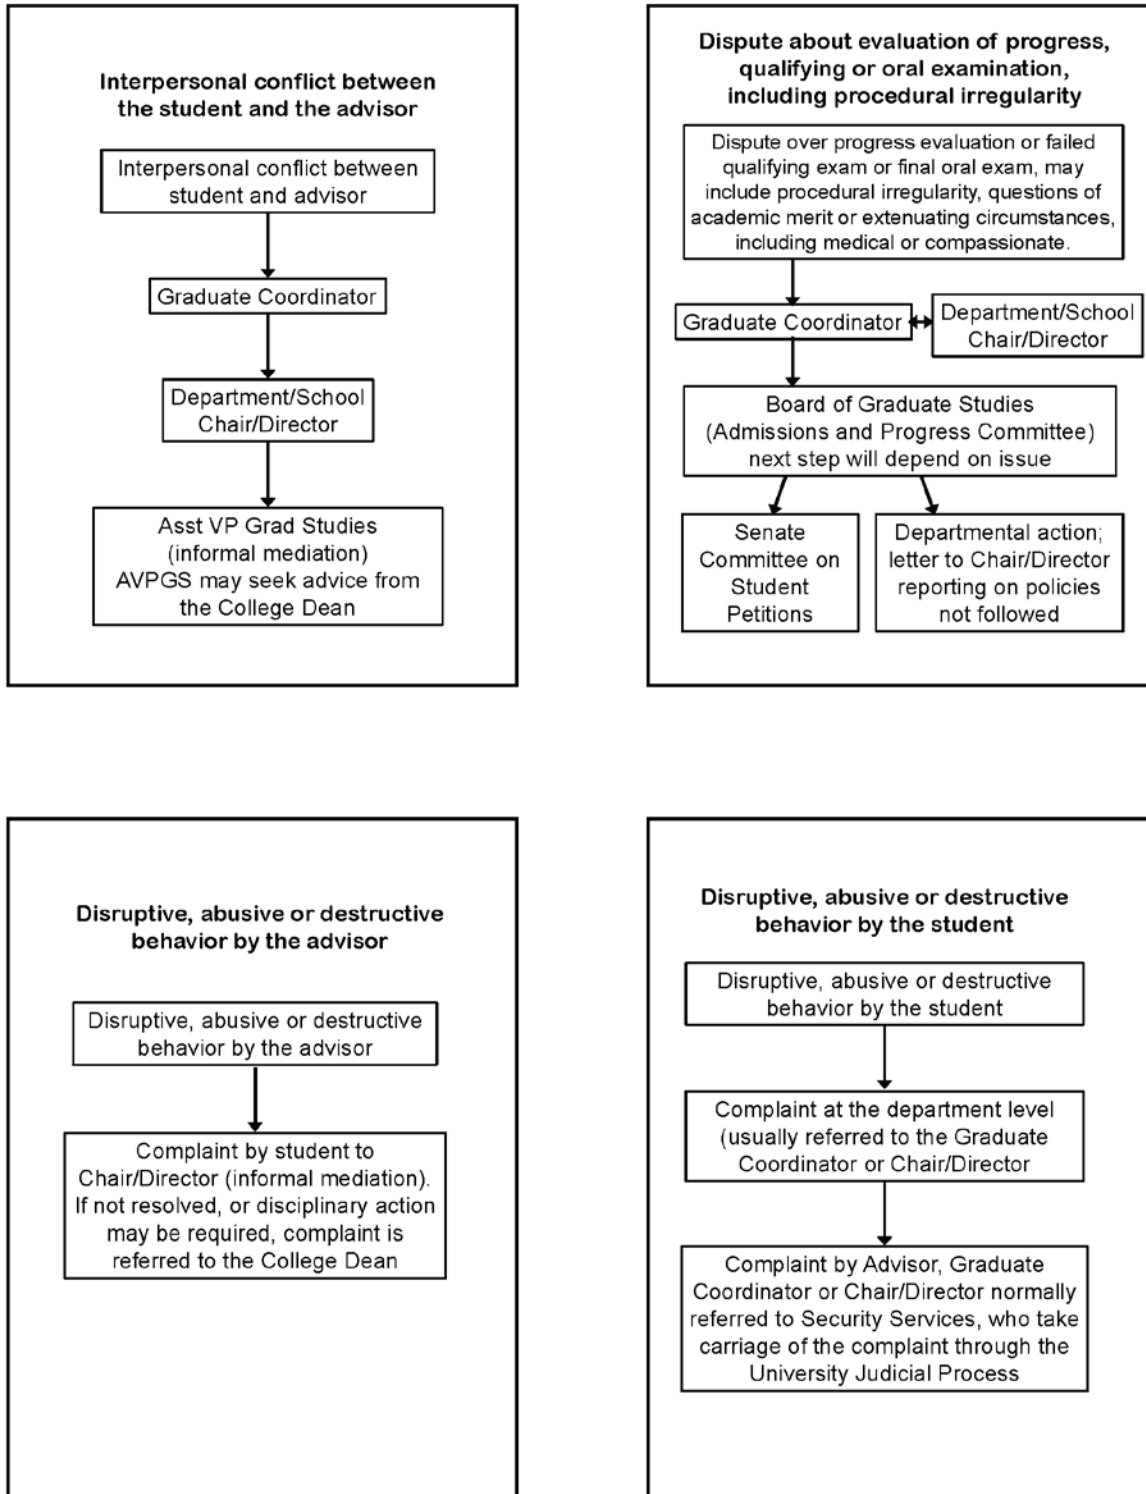 Interpersonal conflict between
the student and the advisor
Interpersonal conflict between
student and advisor
Graduate Coordinator
Department/School
Chair/Director
Asst VP Grad Studies
(informal mediation)
AVPGS may seek advice from
the College Dean
Dispute about evaluation of progress,
qualifying or oral examination,
including procedural irregularity
Dispute over progress evaluation or failed
qualifying exam or final oral exam, may
include procedural irregularity, questions of
academic merit or extenuating circumstances,
including medical or compassionate.
Graduate Coordinator
Department/School
Chair/Director
Board of Graduate Studies
(Admissions and Progress Committee)
next step will depend on issue
Senate
Committee on
Student
Petitions
Departmental action;
letter to Chair/Director
reporting on policies
not followed
Disruptive, abusive or destructive
behavior by the advisor
Disruptive, abusive or destructive
behavior by the advisor
Complaint by student to
Chair/Director (informal mediation).
If not resolved, or disciplinary action
may be required, complaint is
referred to the College Dean
Disruptive, abusive or destructive
behavior by the student
Disruptive, abusive or destructive
behavior by the student
Complaint at the department level
(usually referred to the Graduate
Coordinator or Chair/Director
Complaint by Advisor, Graduate
Coordinator or Chair/Director normally
referred to Security Services, who take
carriage of the complaint through the
University Judicial Process